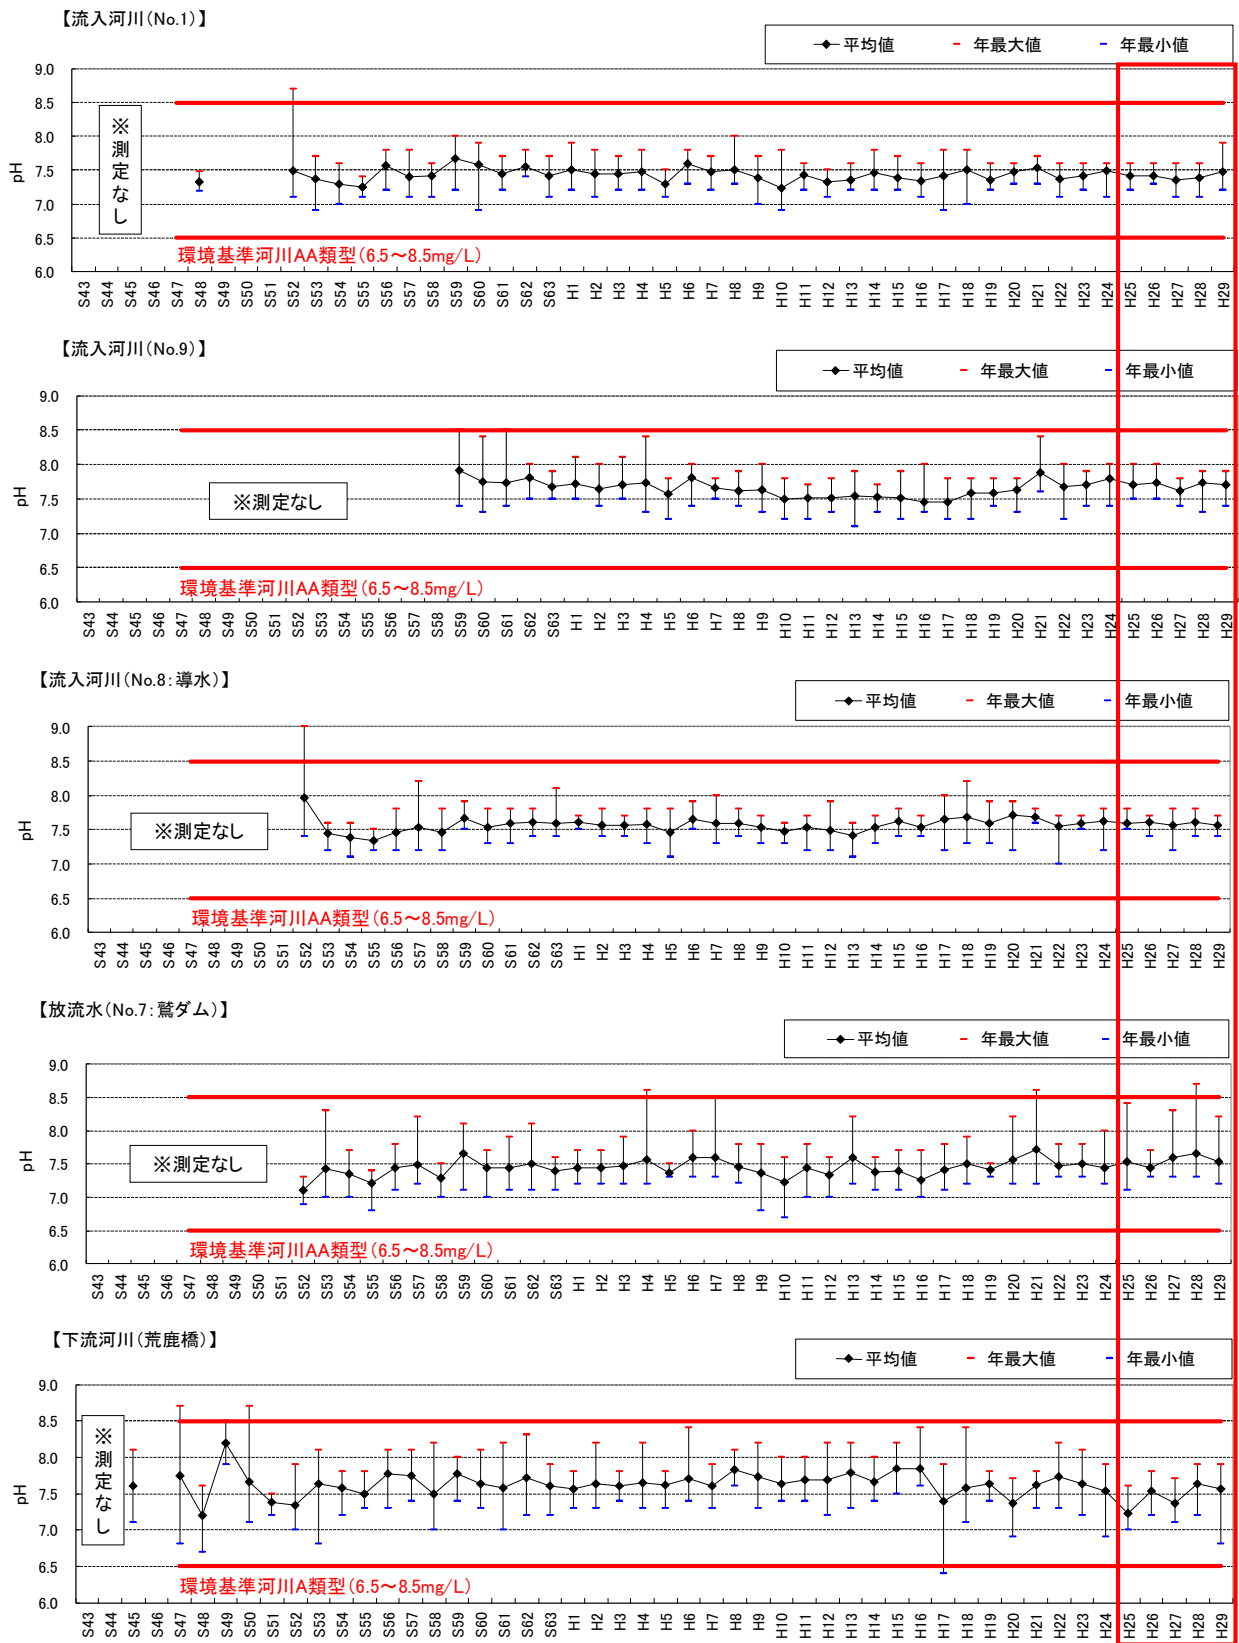 【流入河川(No.1)】
平均値 年最大値 年最小値
9.0
8.5
8.0
7.5
7.0
6.5
6.0
pH
※測定なし
環境基準河川AA類型(6.5～8.5mg/L)
S43 S44 S45 S46 S47 S48 S49 S50 S51 S52 S53 S54 S55 S56 S57 S58 S59 S60 S61 S62 S63 H1 H2 H3 H4 H5 H6 H7 H8 H9 H10 H11 H12 H13 H14 H15 H16 H17 H18 H19 H20 H21 H22 H23 H24 H25 H26 H27 H28 H29
【流入河川(No.9)】
平均値 年最大値 年最小値
9.0
8.5
8.0
7.5
7.0
6.5
6.0
pH
※測定なし
環境基準河川AA類型(6.5～8.5mg/L)
S43 S44 S45 S46 S47 S48 S49 S50 S51 S52 S53 S54 S55 S56 S57 S58 S59 S60 S61 S62 S63 H1 H2 H3 H4 H5 H6 H7 H8 H9 H10 H11 H12 H13 H14 H15 H16 H17 H18 H19 H20 H21 H22 H23 H24 H25 H26 H27 H28 H29
【流入河川(No.8:導水)】
平均値 年最大値 年最小値
9.0
8.5
8.0
7.5
7.0
6.5
6.0
pH
※測定なし
環境基準河川AA類型(6.5～8.5mg/L)
S43 S44 S45 S46 S47 S48 S49 S50 S51 S52 S53 S54 S55 S56 S57 S58 S59 S60 S61 S62 S63 H1 H2 H3 H4 H5 H6 H7 H8 H9 H10 H11 H12 H13 H14 H15 H16 H17 H18 H19 H20 H21 H22 H23 H24 H25 H26 H27 H28 H29
【放流水(No.7:鷲ダム)】
平均値 年最大値 年最小値
9.0
8.5
8.0
7.5
7.0
6.5
6.0
pH
※測定なし
環境基準河川AA類型(6.5～8.5mg/L)
S43 S44 S45 S46 S47 S48 S49 S50 S51 S52 S53 S54 S55 S56 S57 S58 S59 S60 S61 S62 S63 H1 H2 H3 H4 H5 H6 H7 H8 H9 H10 H11 H12 H13 H14 H15 H16 H17 H18 H19 H20 H21 H22 H23 H24 H25 H26 H27 H28 H29
【下流河川(荒鹿橋)】
平均値 年最大値 年最小値
9.0
8.5
8.0
7.5
7.0
6.5
6.0
pH
※測定なし
環境基準河川A類型(6.5～8.5mg/L)
S43 S44 S45 S46 S47 S48 S49 S50 S51 S52 S53 S54 S55 S56 S57 S58 S59 S60 S61 S62 S63 H1 H2 H3 H4 H5 H6 H7 H8 H9 H10 H11 H12 H13 H14 H15 H16 H17 H18 H19 H20 H21 H22 H23 H24 H25 H26 H27 H28 H29